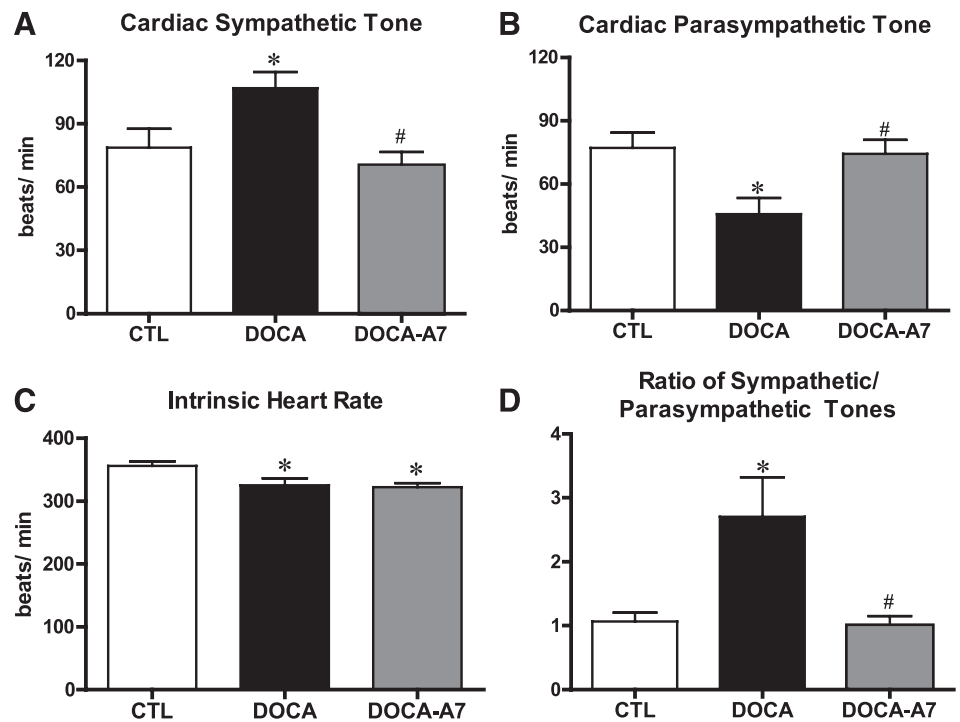 A
Cardiac Sympathetic Tone
beats/ min
120
90
60
30
0
*
#
CTL DOCA DOCA-A7
B
Cardiac Parasympathetic Tone
beats/ min
120
90
60
30
0
*
#
CTL DOCA DOCA-A7
C
Intrinsic Heart Rate
beats/ min
400
300
200
100
0
*
*
CTL DOCA DOCA-A7
D
Ratio of Sympathetic/
Parasympathetic Tones
4
3
2
1
0
*
#
CTL DOCA DOCA-A7